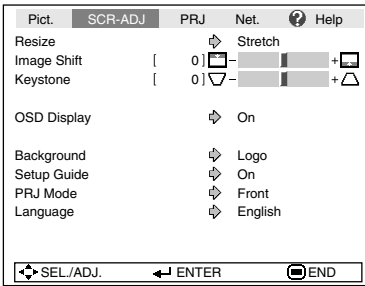 Pict. SCR-ADJ PRJ Net. ? Help
Resize Stretch
Image Shift [ 0 ] - +
Keystone [ 0 ] - +
OSD Display On
Background Logo
Setup Guide On
PRJ Mode Front
Language English
SEL./ADJ. ENTER END